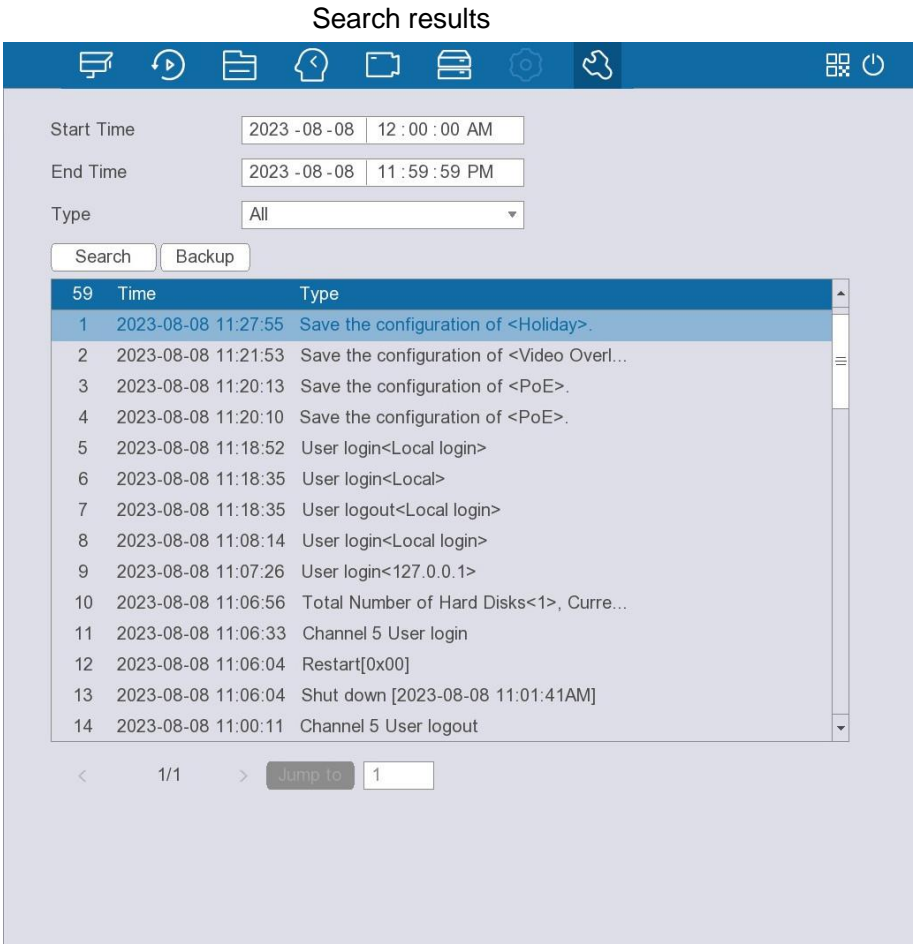 Search results
Start Time 2023 -08 -08 12 : 00 : 00 AM
End Time 2023 -08 -08 11 : 59 : 59 PM
Type All
Search Backup
59 Time Type
1 2023-08-08 11:27:55 Save the configuration of <Holiday>.
2 2023-08-08 11:21:53 Save the configuration of <Video Overl...
3 2023-08-08 11:20:13 Save the configuration of <PoE>.
4 2023-08-08 11:20:10 Save the configuration of <PoE>.
5 2023-08-08 11:18:52 User login<Local login>
6 2023-08-08 11:18:35 User login<Local>
7 2023-08-08 11:18:35 User logout<Local login>
8 2023-08-08 11:08:14 User login<Local login>
9 2023-08-08 11:07:26 User login<127.0.0.1>
10 2023-08-08 11:06:56 Total Number of Hard Disks<1>, Curre...
11 2023-08-08 11:06:33 Channel 5 User login
12 2023-08-08 11:06:04 Restart[0x00]
13 2023-08-08 11:06:04 Shut down [2023-08-08 11:01:41AM]
14 2023-08-08 11:00:11 Channel 5 User logout
< 1/1 > Jump to 1